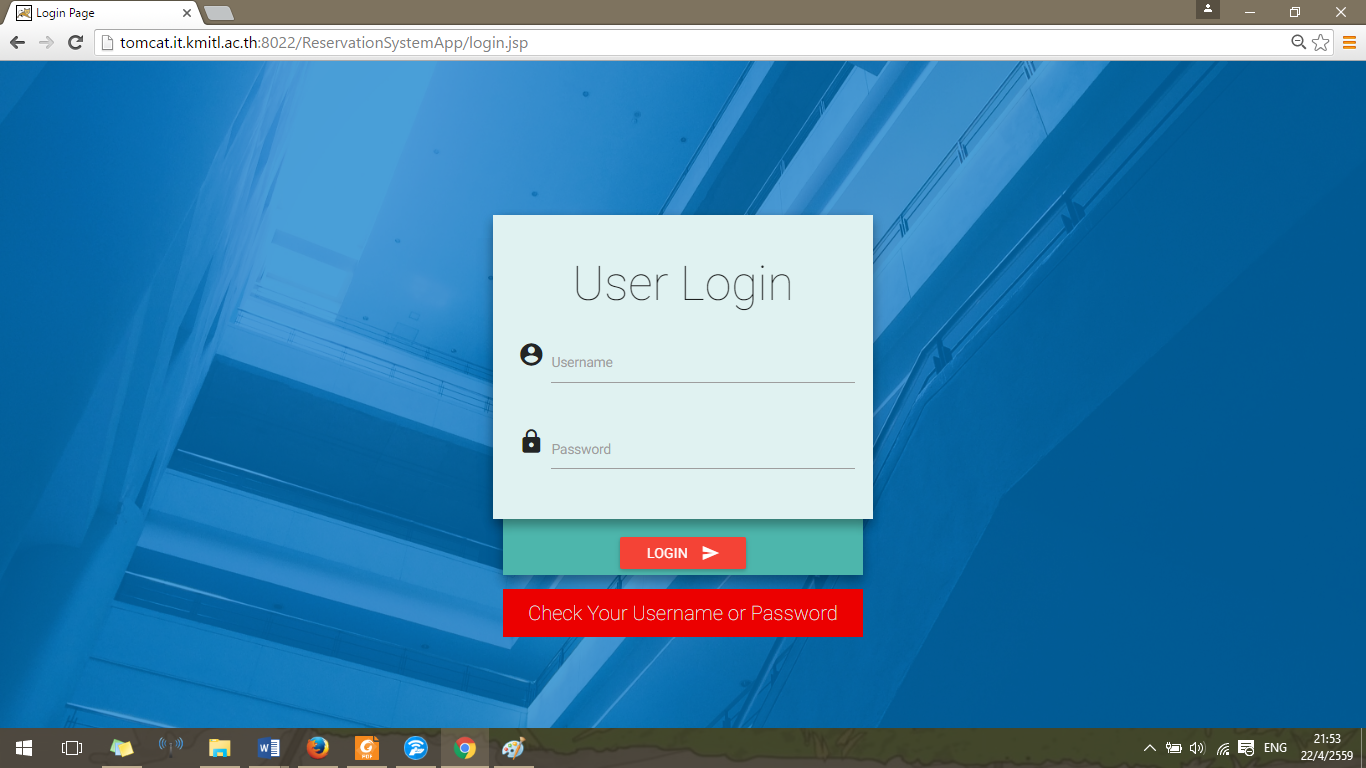 Login Page
tomcat.it.kmitl.ac.th:8022/ReservationSystemApp/login.jsp
User Login
Username
Password
LOGIN
Check Your Username or Password
W
PDF
ENG
21:53
22/4/2559